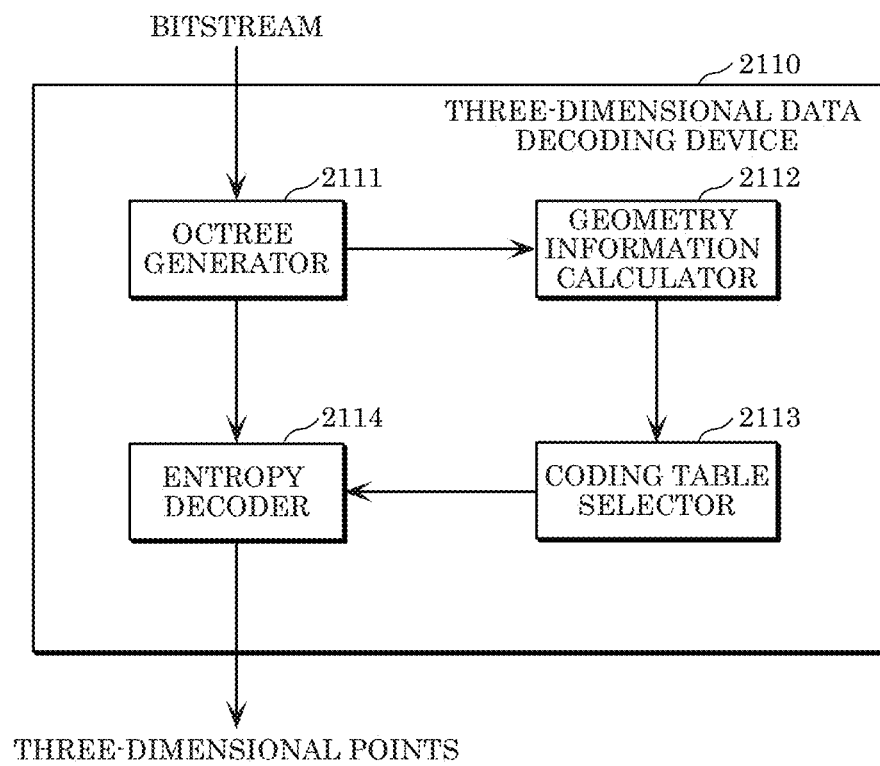 BITSTREAM
2110
THREE-DIMENSIONAL DATA
DECODING DEVICE
2111
OCTREE
GENERATOR
2112
GEOMETRY
INFORMATION
CALCULATOR
2114
ENTROPY
DECODER
2113
CODING TABLE
SELECTOR
THREE-DIMENSIONAL POINTS